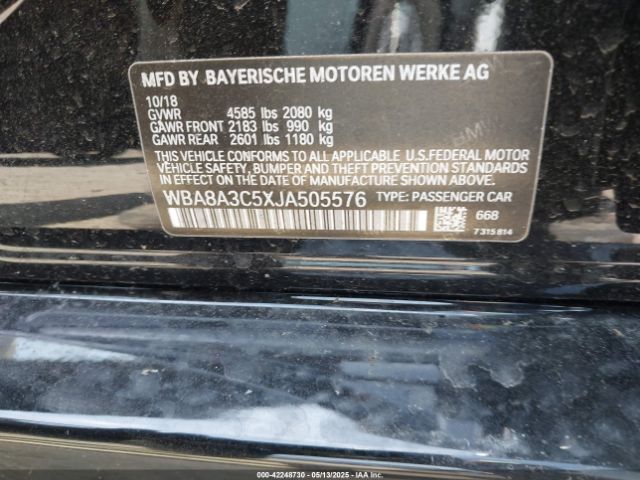 MFD BY BAYERISCHE MOTOREN WERKE AG
10/18
GVWR 4585 lbs 2080 kg
GAWR FRONT 2183 lbs 990 kg
GAWR REAR 2601 lbs 1180 kg
THIS VEHICLE CONFORMS TO ALL APPLICABLE U.S.FEDERAL MOTOR
VEHICLE SAFETY, BUMPER AND THEFT PREVENTION STANDARDS IN
EFFECT ON THE DATE OF MANUFACTURE SHOWN ABOVE.
WBA8A3C5XJA505576 TYPE: PASSENGER CAR
668
7 315 814
000-42248730 - 05/13/2025 - IAA INC.